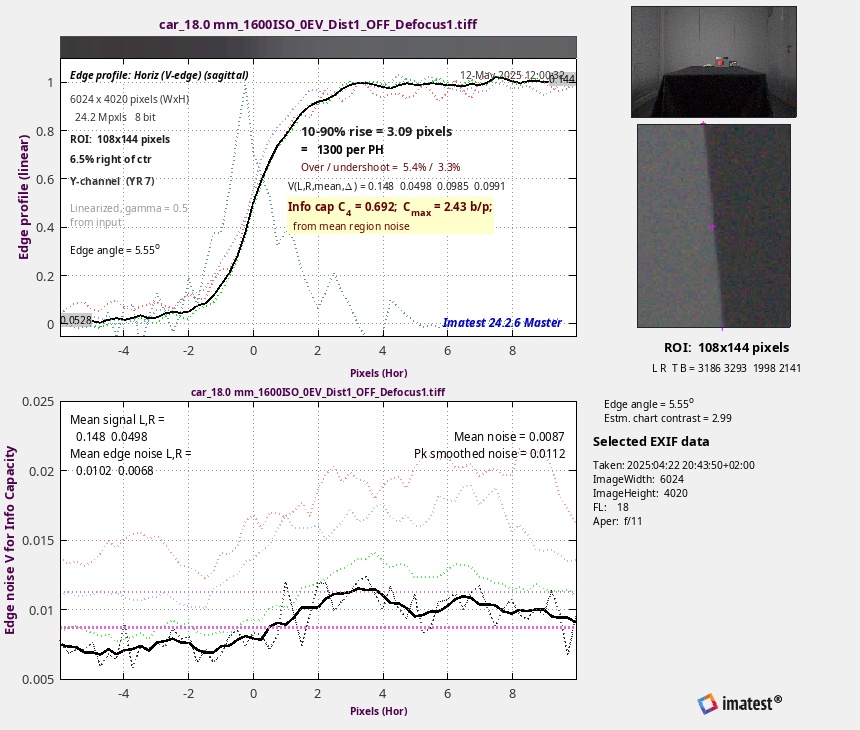 car_18.0 mm_1600ISO_0EV_Dist1_OFF_Defocus1.tiff
Edge profile: Horiz (V-edge) (sagittal)
12-May-2025 12:00:32
0.144
6024 x 4020 pixels (WxH)
24.2 Mpxls   8 bit
ROI:  108x144 pixels
6.5% right of ctr
Y-channel  (YR 7)
Linearized, gamma = 0.5
from input
Edge angle = 5.55o
10-90% rise = 3.09 pixels
=   1300 per PH
Over / undershoot =  5.4% /  3.3%
V(L,R,mean,Δ) = 0.148  0.0498  0.0985  0.0991
Info cap C4 = 0.692;  Cmax = 2.43 b/p;
from mean region noise
0.0528
Imatest 24.2.6 Master
Edge profile (linear)
1
0.8
0.6
0.4
0.2
0
-4 -2 0 2 4 6 8
Pixels (Hor)
ROI:  108x144 pixels
L R  T B = 3186 3293  1998 2141
car_18.0 mm_1600ISO_0EV_Dist1_OFF_Defocus1.tiff
Mean signal L,R =
0.148  0.0498
Mean edge noise L,R =
0.0102  0.0068
Mean noise = 0.0087
Pk smoothed noise = 0.0112
Edge noise V for Info Capacity
0.025
0.02
0.015
0.01
0.005
-4 -2 0 2 4 6 8
Pixels (Hor)
Edge angle = 5.55o
Estm. chart contrast = 2.99
Selected EXIF data
Taken: 2025:04:22 20:43:50+02:00
ImageWidth:  6024
ImageHeight:  4020
FL:    18
Aper:  f/11
imatest®